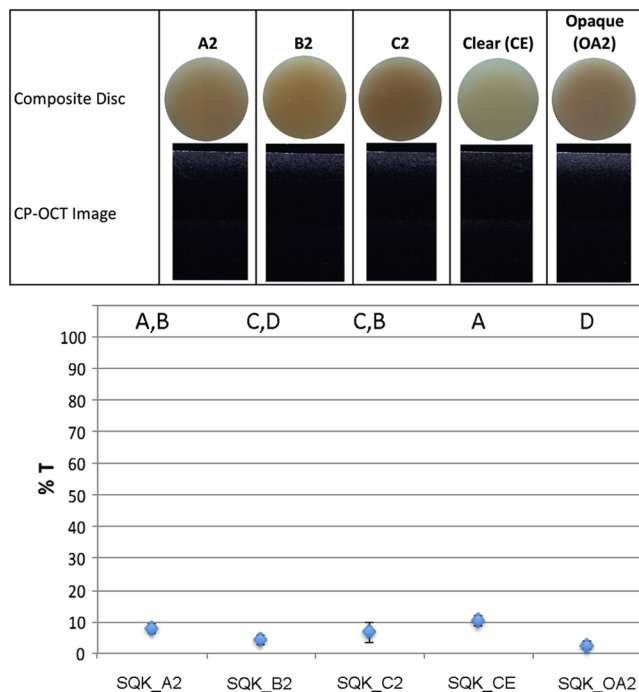 A2 B2 C2 Clear (CE) Opaque (OA2)
Composite Disc
CP-OCT Image
A,B C,D C,B A D
100
90
80
70
60
50
40
30
20
10
0
% T
SQK_A2 SQK_B2 SQK_C2 SQK_CE SQK_OA2